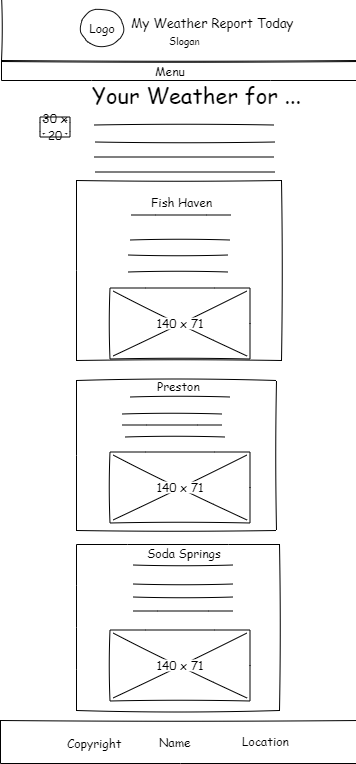 Logo
My Weather Report Today
Slogan
Menu
Your Weather for ...
30 x
20
Fish Haven
140 x 71
Preston
140 x 71
Soda Springs
140 x 71
Copyright Name Location